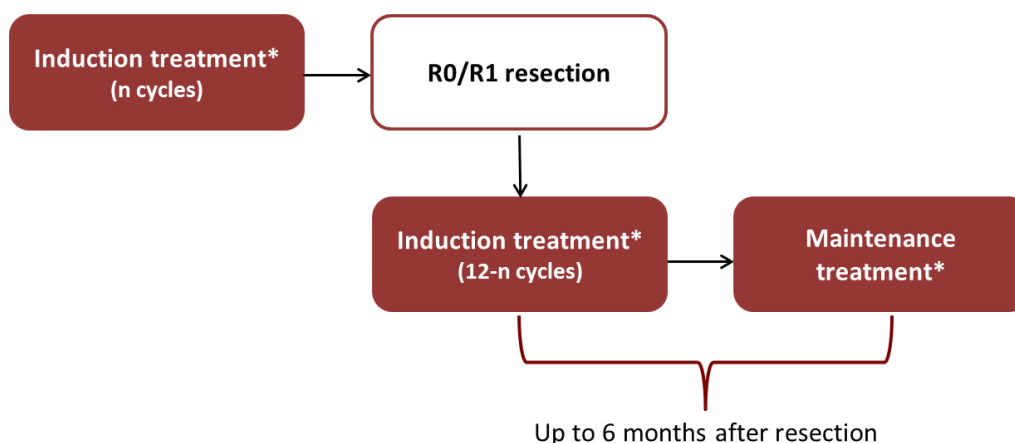 Induction treatment*
(n cycles)
R0/R1 resection
Induction treatment*
(12-n cycles)
Maintenance
treatment*
Up to 6 months after resection